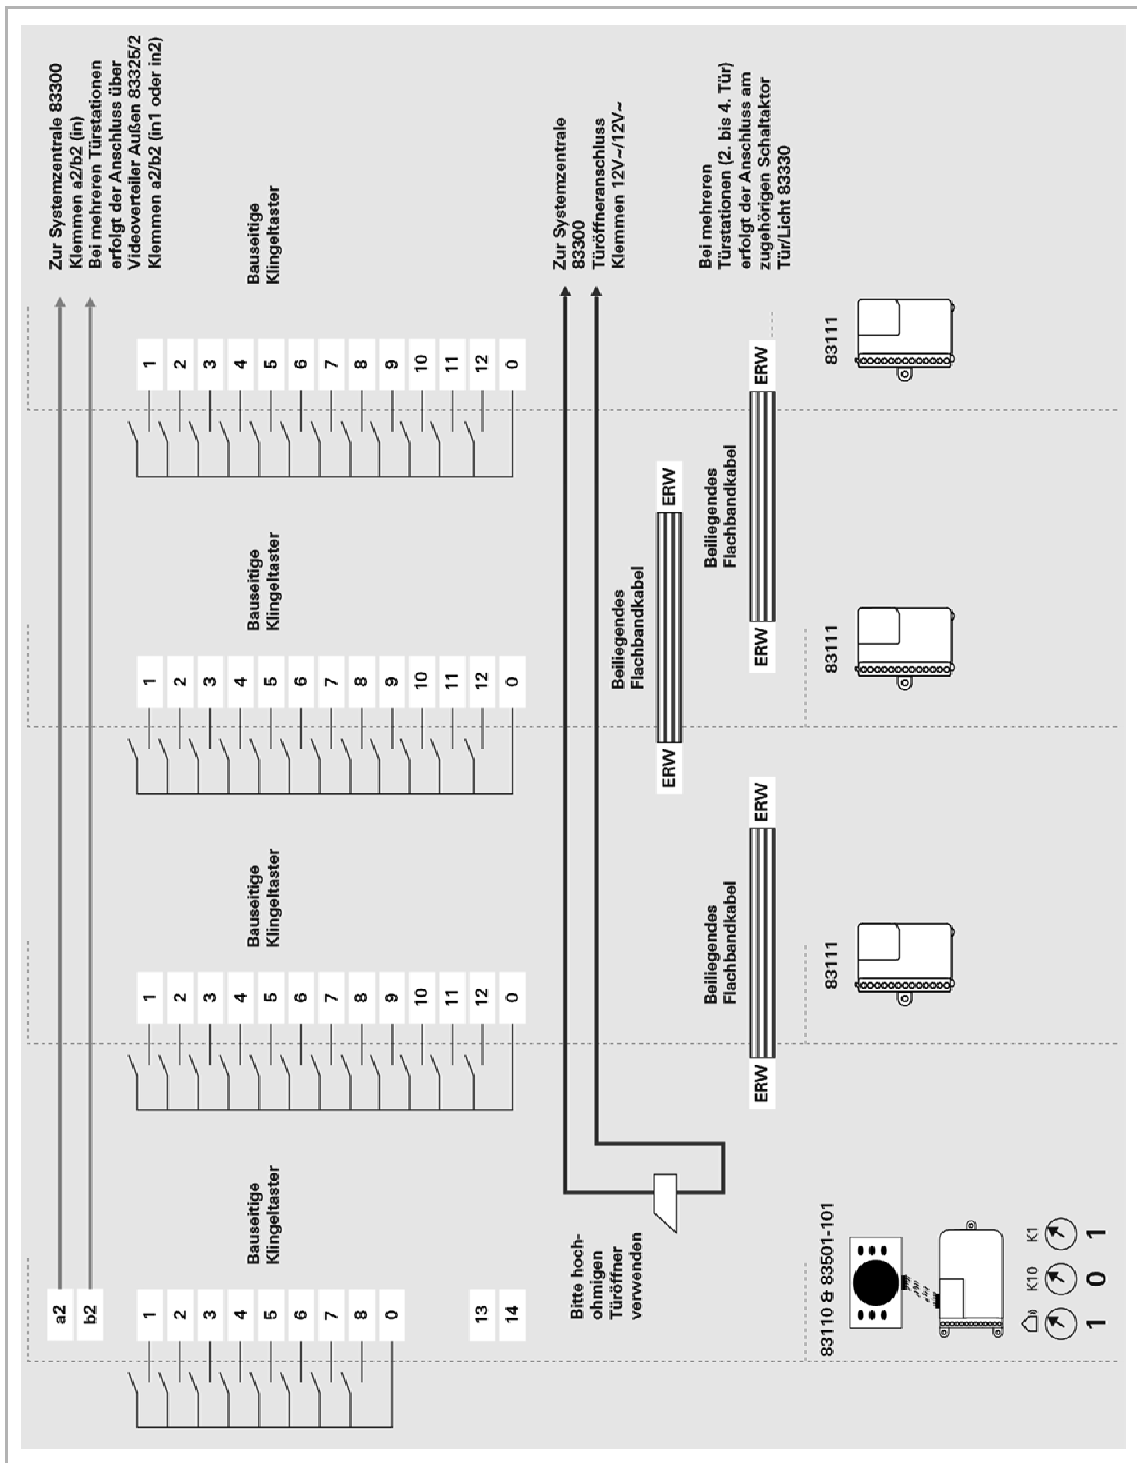 a2
b2
Zur Systemzentrale 83300
Klemmen a2/b2 (in)
Bei mehreren Türstationen
erfolgt der Anschluss über
Videoverteiler Außen 83325/2
Klemmen a2/b2 (in1 oder in2)
1
2
3
4
5
6
7
8
0
13
14
Bauseitige
Klingeltaster
1
2
3
4
5
6
7
8
9
10
11
12
0
Bauseitige
Klingeltaster
1
2
3
4
5
6
7
8
9
10
11
12
0
Bauseitige
Klingeltaster
1
2
3
4
5
6
7
8
9
10
11
12
0
Bauseitige
Klingeltaster
Zur Systemzentrale
83300
Türöffneranschluss
Klemmen 12V~/12V~
Bitte hoch-
ohmigen
Türöffner
verwenden
Beiliegendes
Flachbandkabel
ERW
ERW
Bei mehreren
Türstationen (2. bis 4. Tür)
erfolgt der Anschluss am
zugehörigen Schaltaktor
Tür/Licht 83330
Beiliegendes
Flachbandkabel
ERW
ERW
Beiliegendes
Flachbandkabel
ERW
ERW
83110 & 83501-101
83111
83111
83111
K10
K1
1
0
1